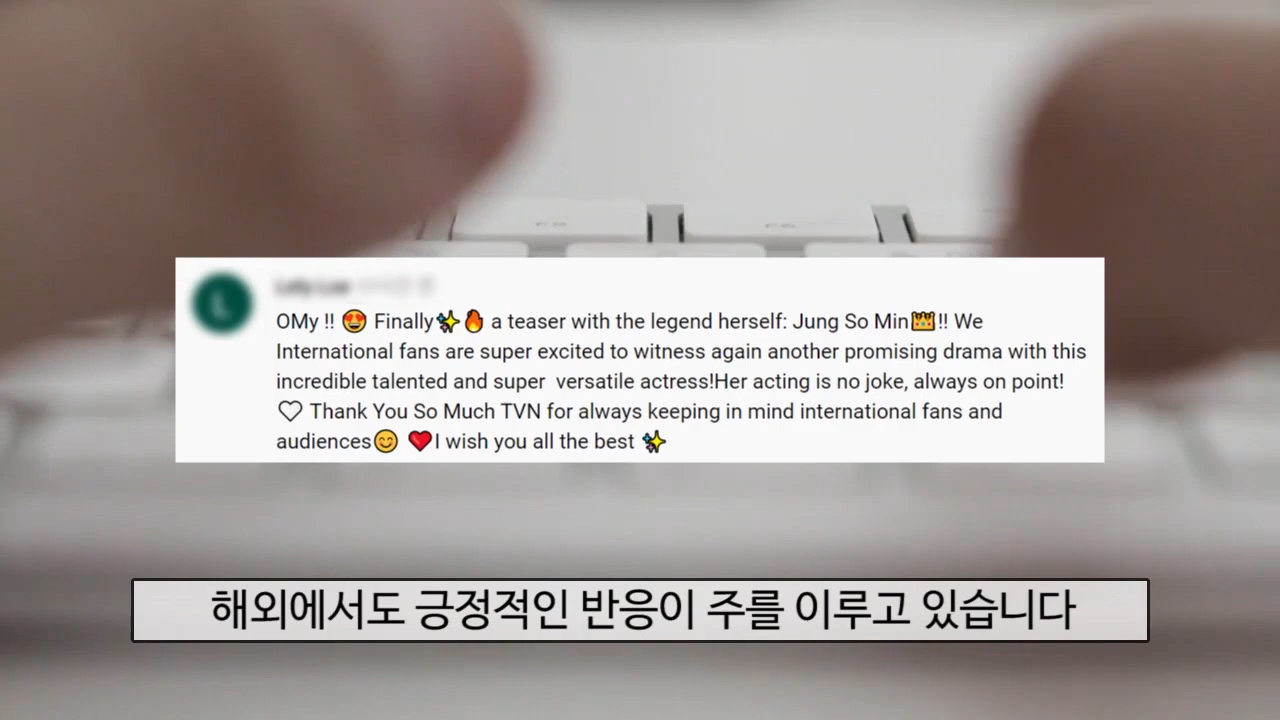 L
OMy !! 😍 Finally✨🔥 a teaser with the legend herself: Jung So Min👑!! We
International fans are super excited to witness again another promising drama with this
incredible talented and super versatile actress!Her acting is no joke, always on point!
🤍 Thank You So Much TVN for always keeping in mind international fans and
audiences😊 ❤️I wish you all the best ✨
해외에서도 긍정적인 반응이 주를 이루고 있습니다